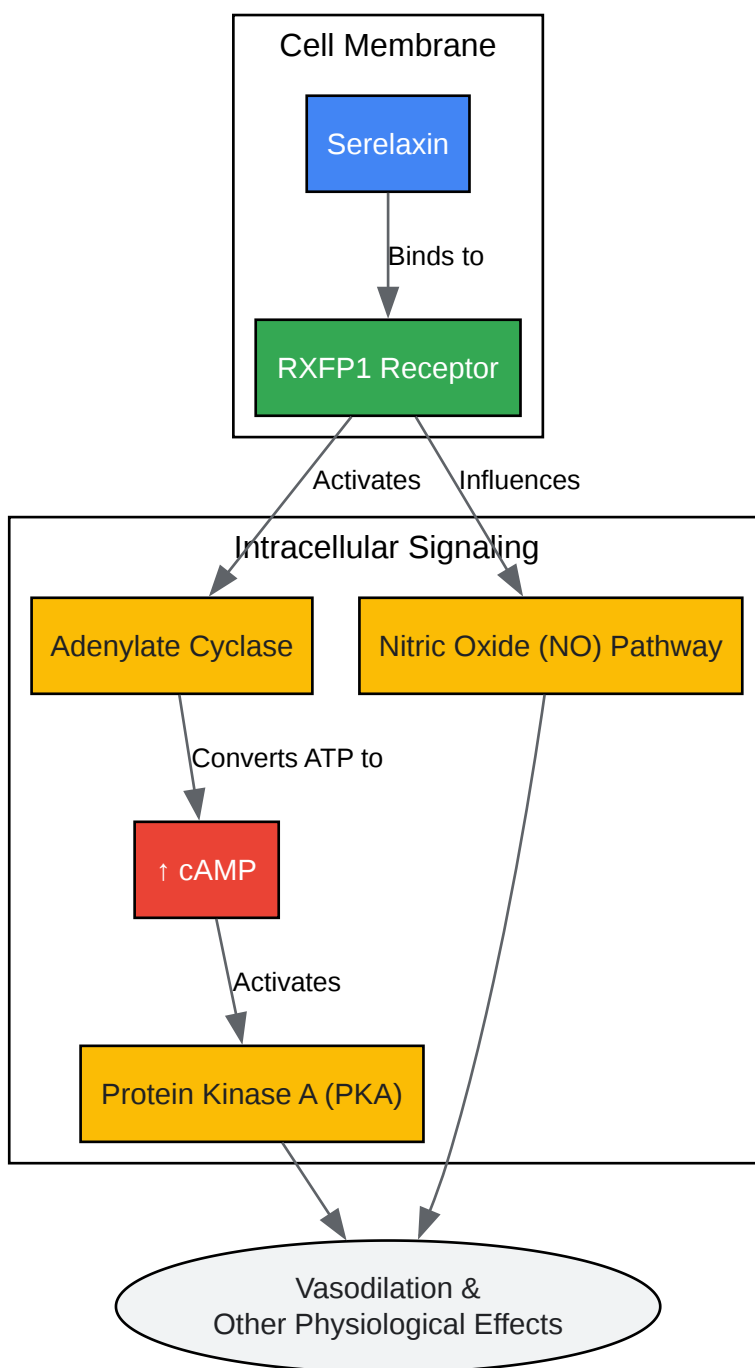 Cell Membrane
Serelaxin
Binds to
RXFP1 Receptor
Activates
Influences
Intracellular Signaling
Adenylate Cyclase
Nitric Oxide (NO) Pathway
Converts ATP to
↑ cAMP
Activates
Protein Kinase A (PKA)
Vasodilation &
Other Physiological Effects